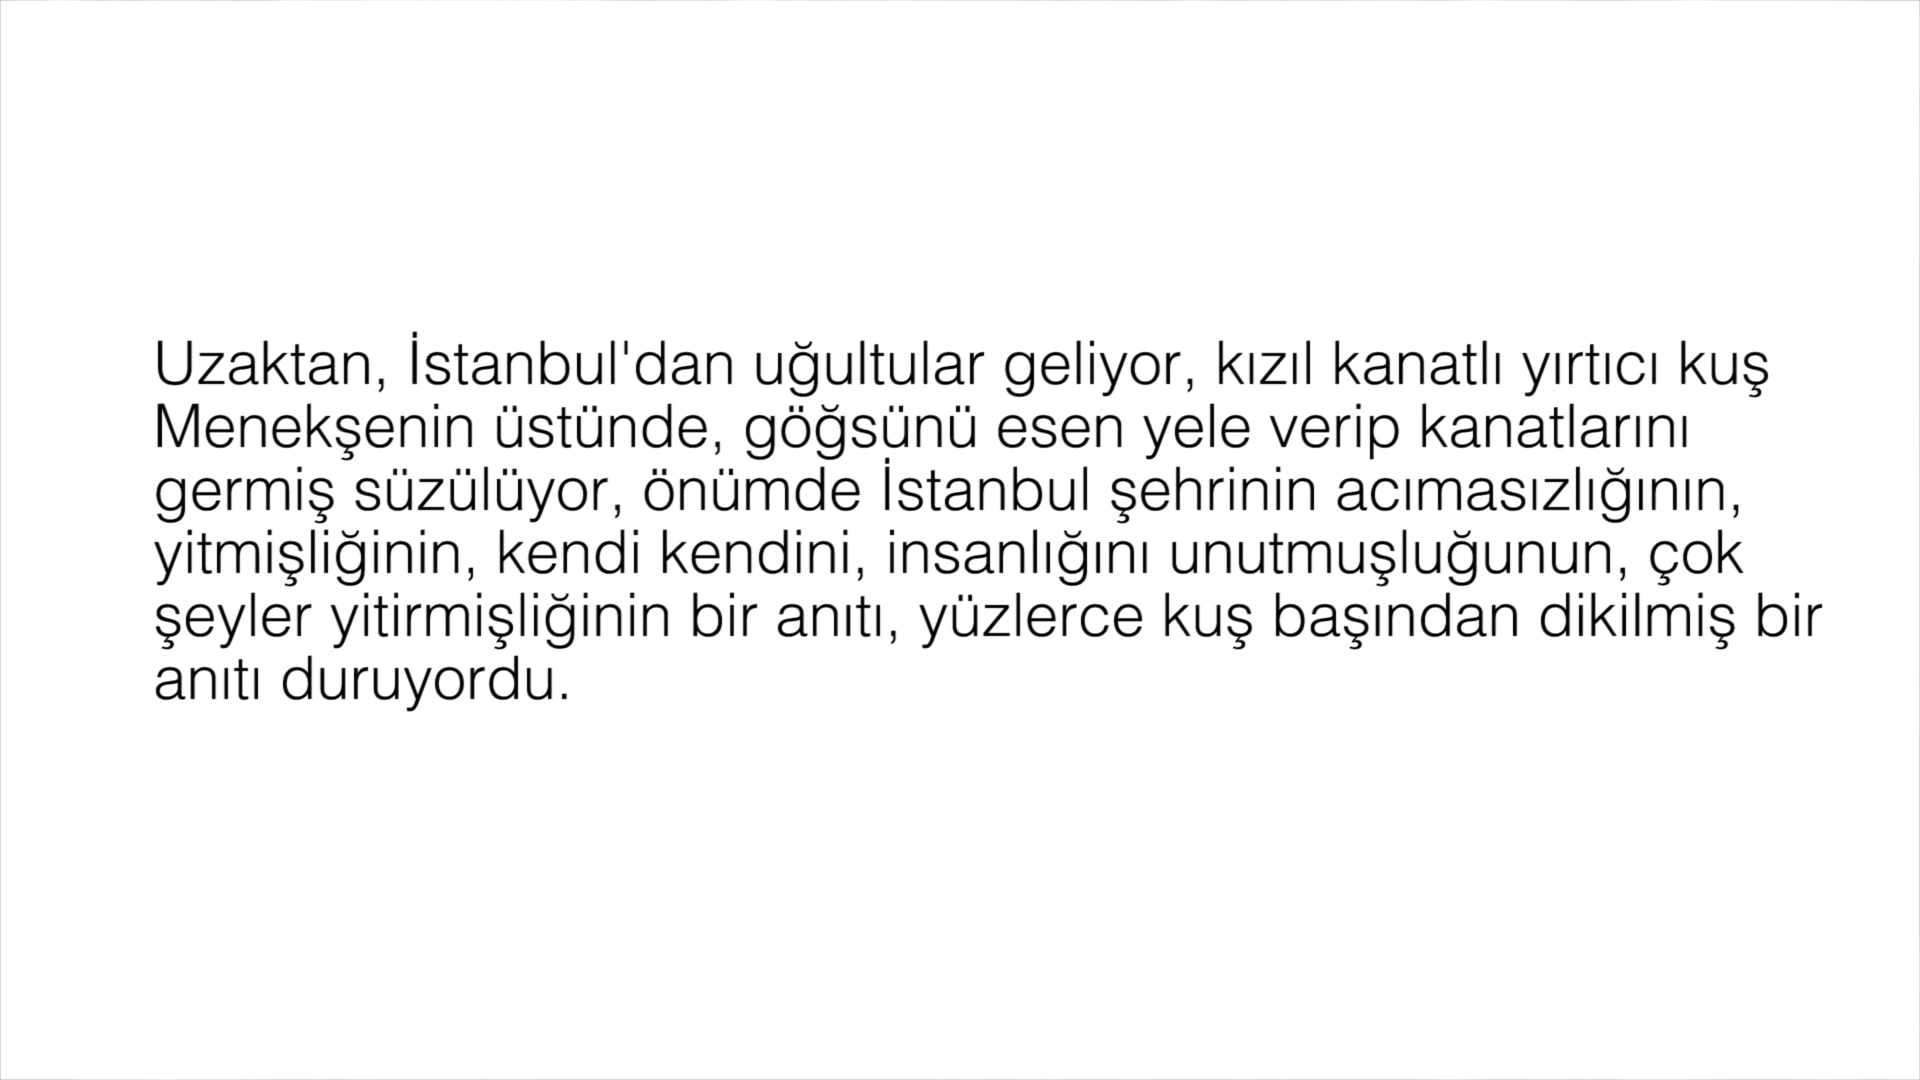 Uzaktan, İstanbul'dan uğultular geliyor, kızıl kanatlı yırtıcı kuş
Menekşenin üstünde, göğsünü esen yele verip kanatlarını
germiş süzülüyor, önümde İstanbul şehrinin acımasızlığının,
yitmişliğinin, kendi kendini, insanlığını unutmuşluğunun, çok
şeyler yitirmişliğinin bir anıtı, yüzlerce kuş başından dikilmiş bir
anıtı duruyordu.